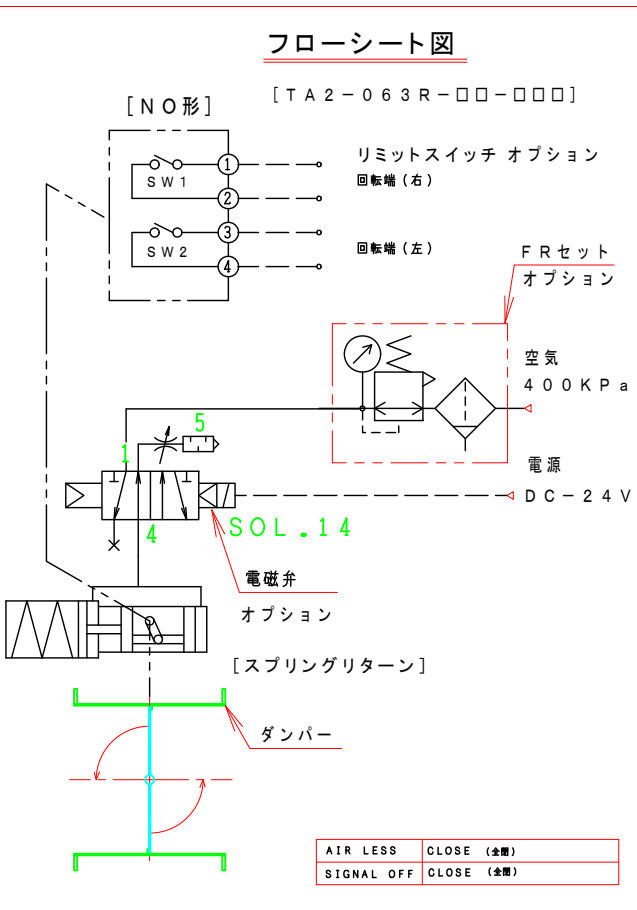 フローシート図
[TA2-063R-□□-□□□]
[NO形]
リミットスイッチ オプション
① 
SW1
回転端(右)
②
③
SW2
回転端(左)
④
FRセット
オプション
空気
400KPa
5
1
電源
DC-24V
4
SOL.14
電磁弁
オプション
[スプリングリターン]
ダンパー
AIR LESS CLOSE (全閉)
SIGNAL OFF CLOSE (全閉)